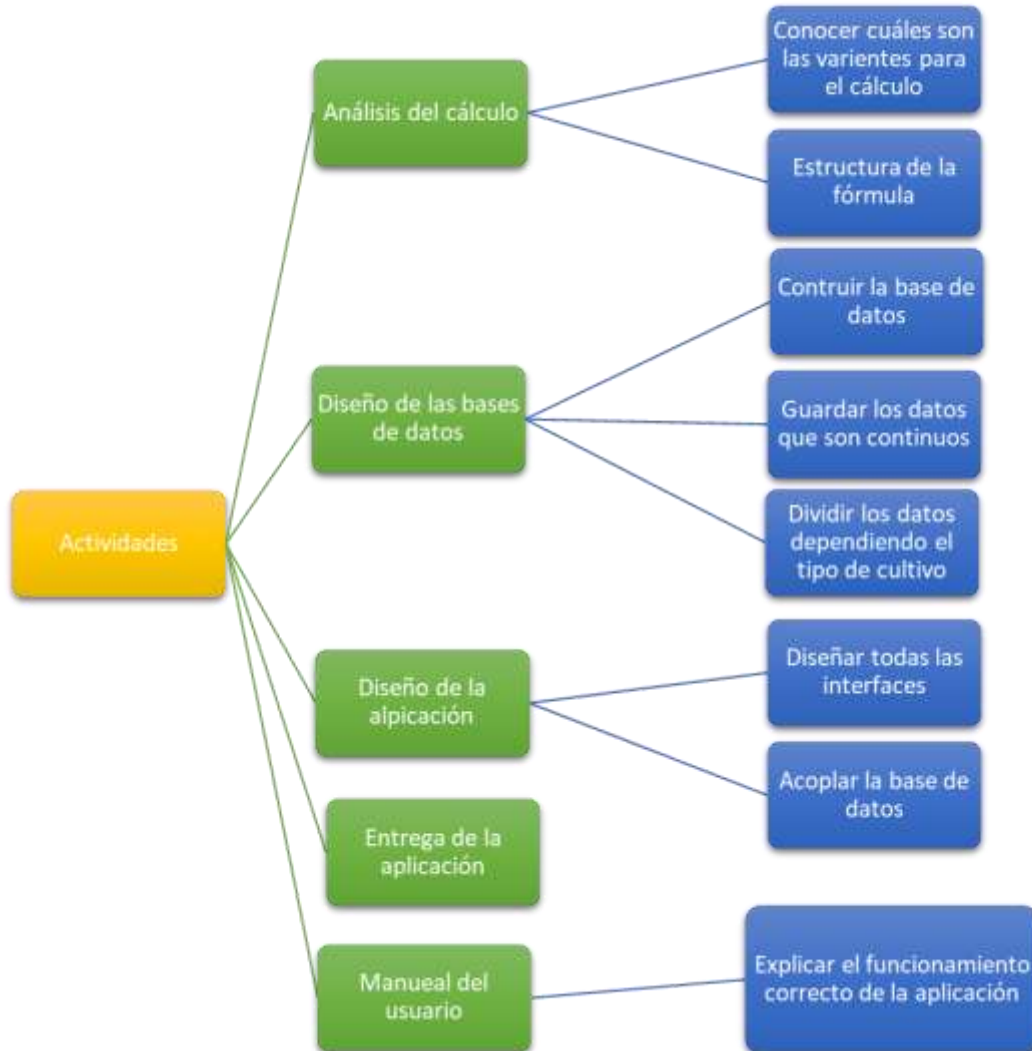 Conocer cuáles son
las varientes para
el cálculo
Análisis del cálculo
Estructura de la
fórmula
Contruir la base de
datos
Diseño de las bases
de datos
Guardar los datos
que son continuos
Dividir los datos
dependiendo el
tipo de cultivo
Actividades
Diseñar todas las
interfaces
Diseño de la
alpicación
Acoplar la base de
datos
Entrega de la
aplicación
Manueal del
usuario
Explicar el funcionamiento
correcto de la aplicación